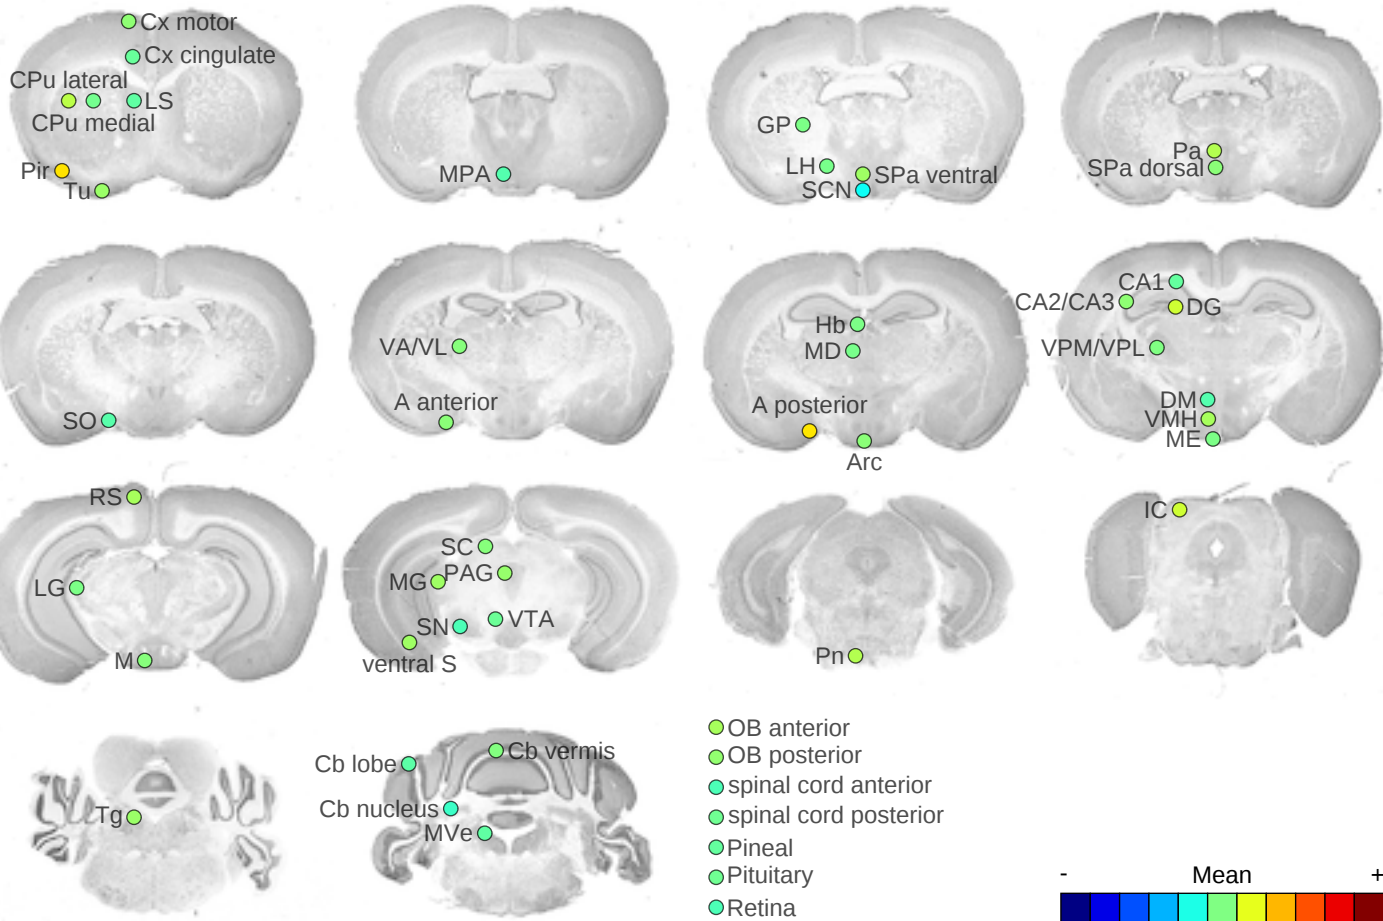 Cx motor
Cx cingulate
CPu lateral
LS
CPu medial
Pir
Tu
MPA
GP
LH
SPa ventral
SCN
Pa
SPa dorsal
SO
VA/VL
A anterior
Hb
MD
A posterior
Arc
CA1
CA2/CA3
DG
VPM/VPL
DM
VMH
ME
RS
LG
M
SC
MG
PAG
SN
VTA
ventral S
Pn
IC
Tg
Cb lobe
Cb vermis
Cb nucleus
MVe
OB anterior
OB posterior
spinal cord anterior
spinal cord posterior
Pineal
Pituitary
Retina
- Mean +